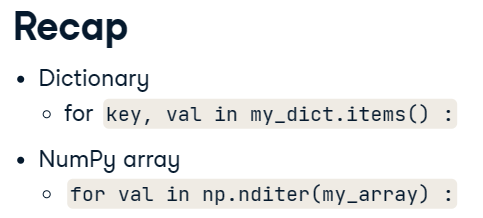 Recap
• Dictionary
◦ for key, val in my_dict.items() :
• NumPy array
◦ for val in np.nditer(my_array) :